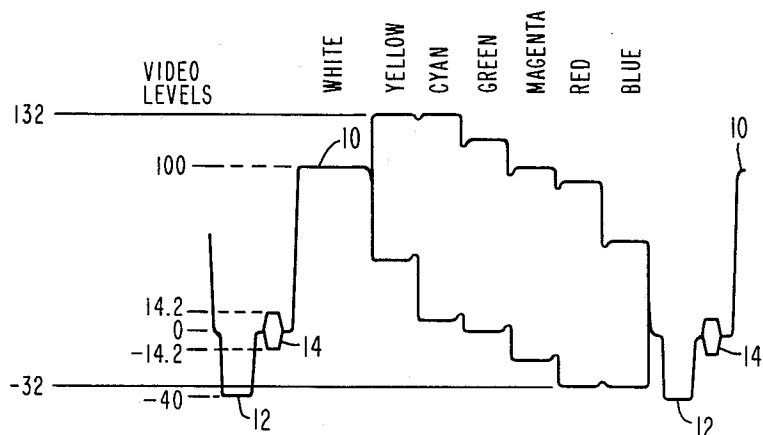 VIDEO
LEVELS
WHITE
YELLOW
CYAN
GREEN
MAGENTA
RED
BLUE
132
10
10
100
14.2
0
-14.2
14
14
-32
-40
12
12